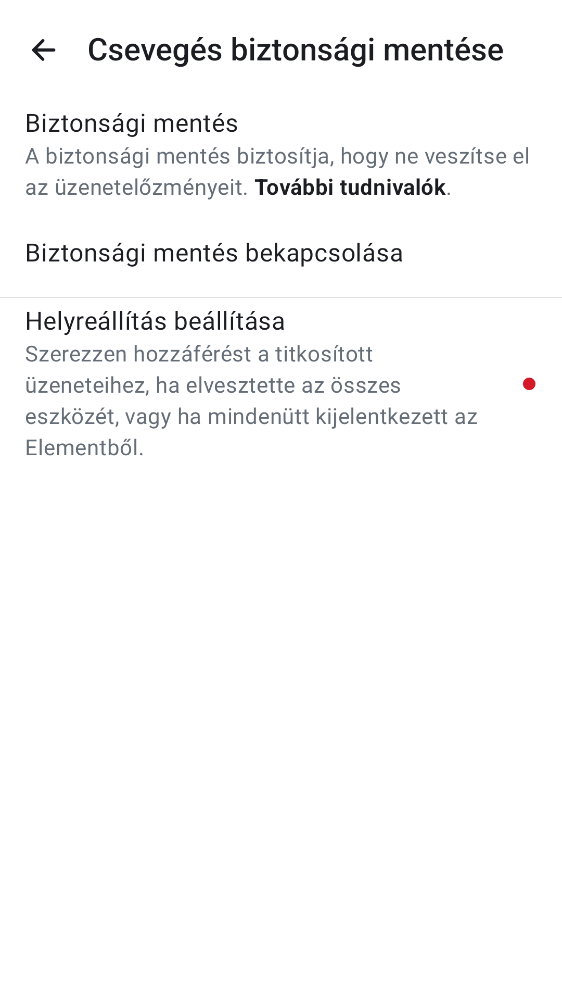 Csevegés biztonsági mentése
Biztonsági mentés
A biztonsági mentés biztosítja, hogy ne veszítse el
az üzenetelőzményeit. További tudnivalók.
Biztonsági mentés bekapcsolása
Helyreállítás beállítása
Szerezzen hozzáférést a titkosított
üzeneteihez, ha elvesztette az összes
eszközét, vagy ha mindenütt kijelentkezett az
Elementből.